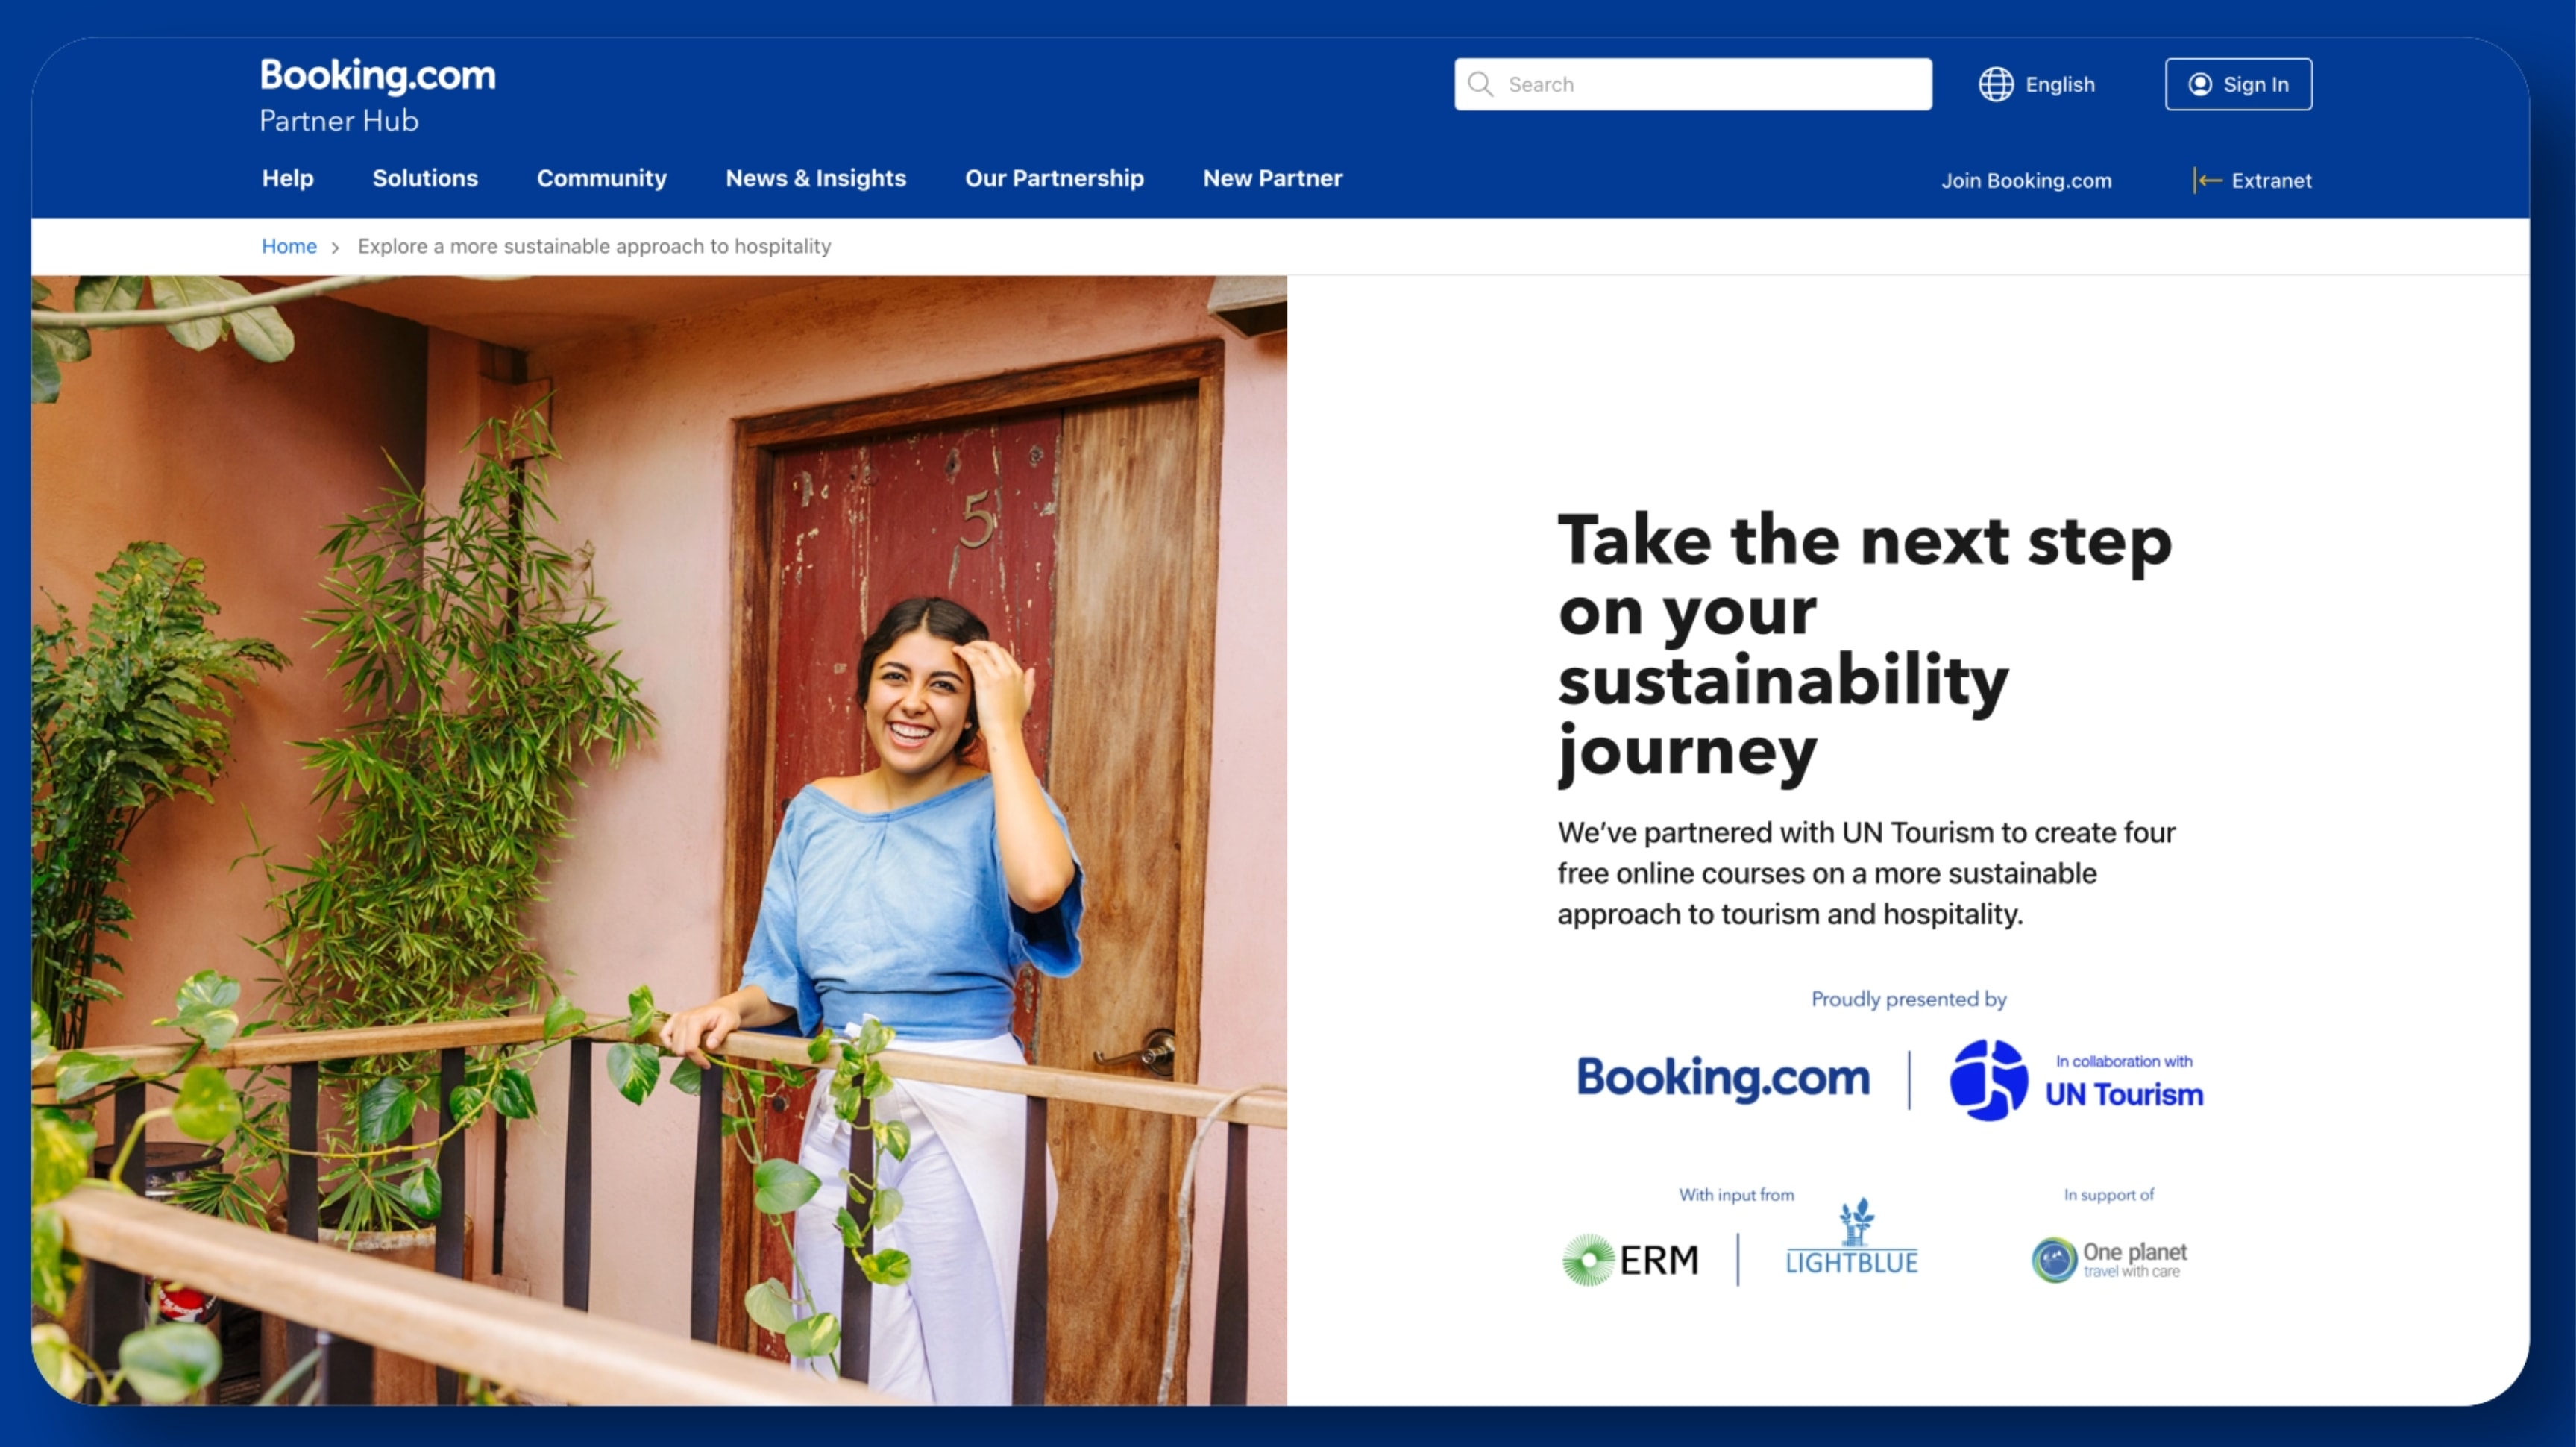 Booking.com
Partner Hub
Search
English
Sign In
Help
Solutions
Community
News & Insights
Our Partnership
New Partner
Join Booking.com
Extranet
Home > Explore a more sustainable approach to hospitality
5
Take the next step
on your
sustainability
journey
We've partnered with UN Tourism to create four
free online courses on a more sustainable
approach to tourism and hospitality.
Proudly presented by
Booking.com
In collaboration with
UN Tourism
With input from
ERM
LIGHTBLUE
In support of
One planet
travel with care